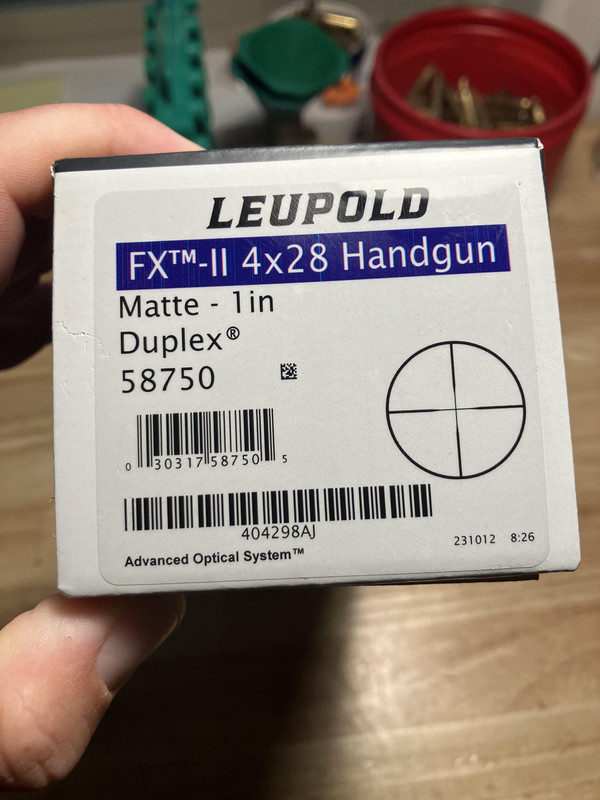 LEUPOLD
FX™-II 4x28 Handgun
Matte - 1in
Duplex®
58750
0 30317 58750 5
404298AJ
231012 8:26
Advanced Optical System™